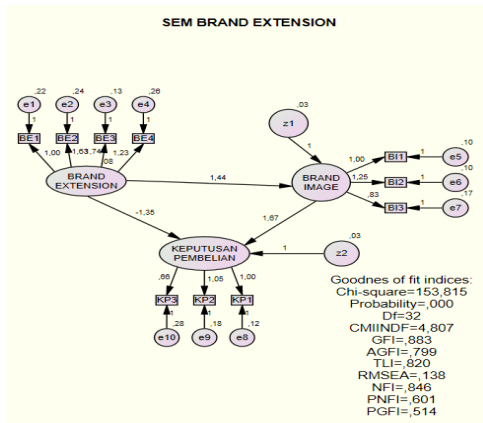 SEM BRAND EXTENSION
,22 ,24 ,13 ,26
e1 e2 e3 e4
1 1 1 1
BE1 BE2 BE3 BE4
1,00 1,63 1,74 1,23
,08
BRAND
EXTENSION
,03
z1
1
1,44
BRAND
IMAGE
1,00 BI1 1 e5 ,10
1,25 BI2 1 e6 ,10
,83 BI3 1 e7 ,17
-1,35
1,67
KEPUTUSAN
PEMBELIAN
1 z2 ,03
,66 1,05 1,00
KP3 KP2 KP1
1 1 1
e10 e9 e8
,28 ,18 ,12
Goodnes of fit indices:
Chi-square=153,815
Probability=,000
Df=32
CMIINDF=4,807
GFI=,883
AGFI=,799
TLI=,820
RMSEA=,138
NFI=,846
PNFI=,601
PGFI=,514